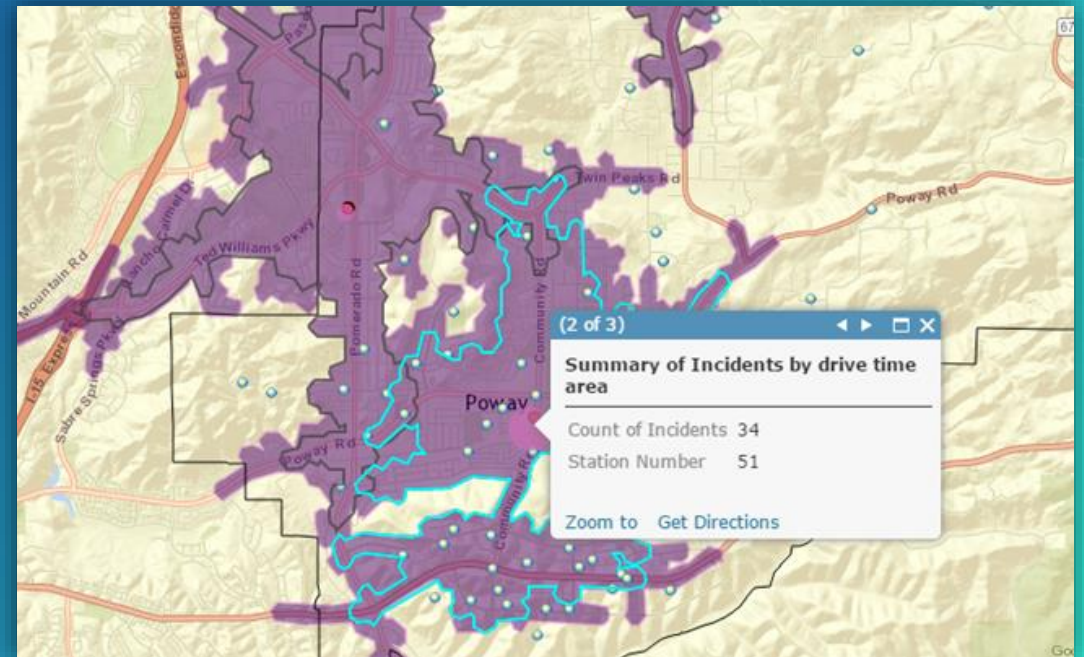 Escondido
Paso
67
Twin Peaks Rd
Poway Rd
Rancho Carmel D
Ted Williams Pkwy
Mountain Rd
Pomerado Rd
Community Rd
I-15 Express
Sabre Springs Pkwy
Poway
Poway Rd
Community Rd
(2 of 3)
Summary of Incidents by drive time
area
Count of Incidents 34
Station Number 51
Zoom to Get Directions
Goo